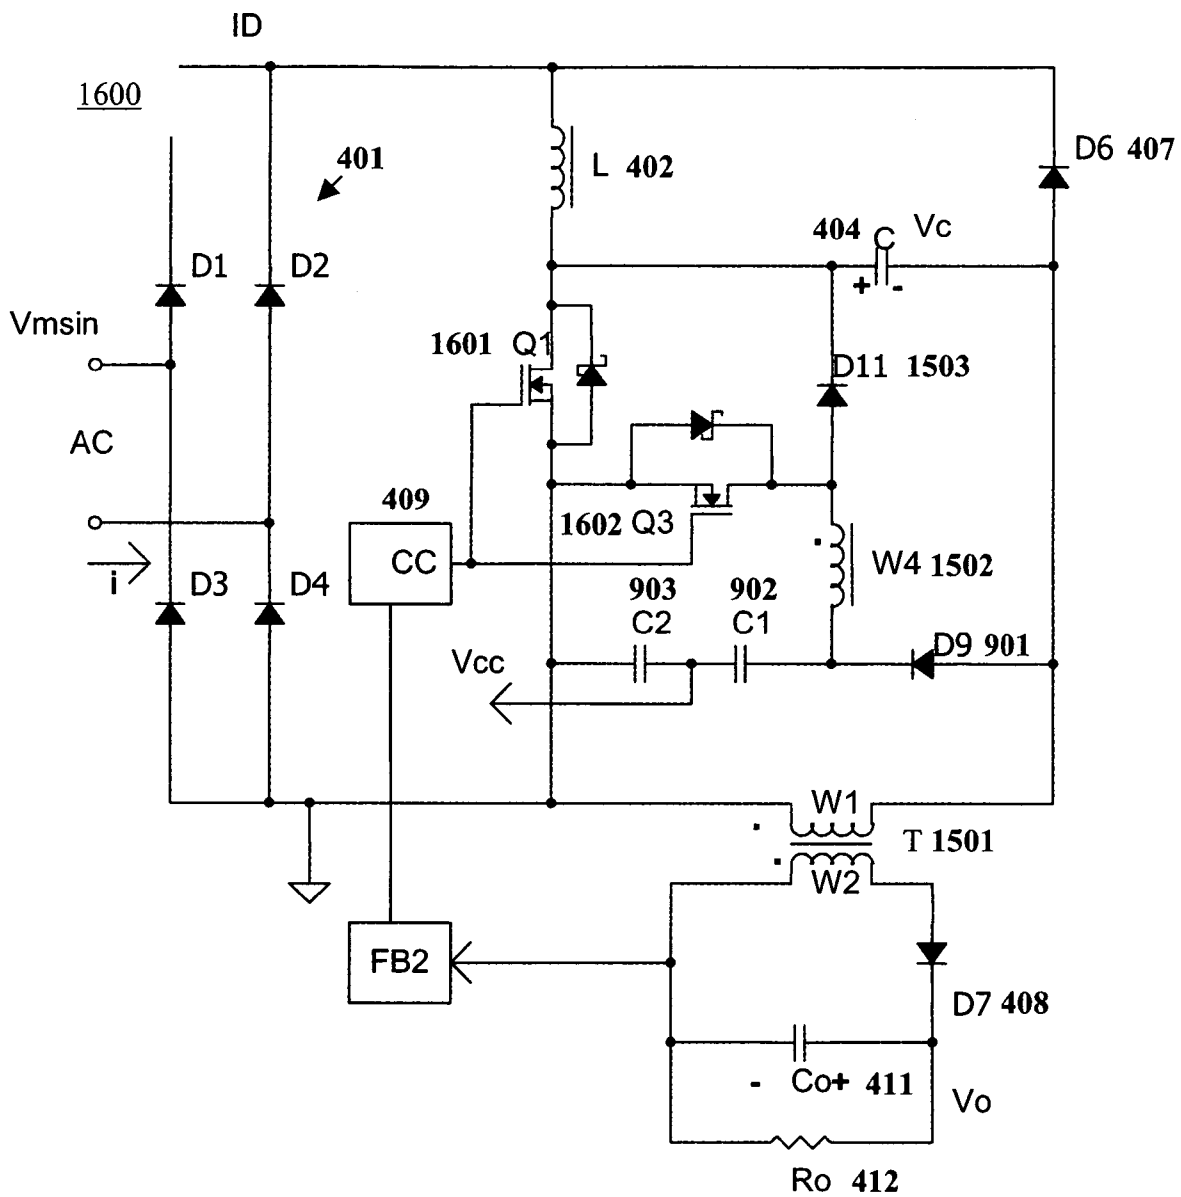 ID
1600
401
L 402
D6 407
404 C Vc
+ -
D1
D2
Vmsin
1601 Q1
D11 1503
AC
409
CC
1602 Q3
W4 1502
i
D3
D4
903
C2
902
C1
D9 901
Vcc
W1
T 1501
W2
FB2
D7 408
- Co+ 411
Vo
Ro 412